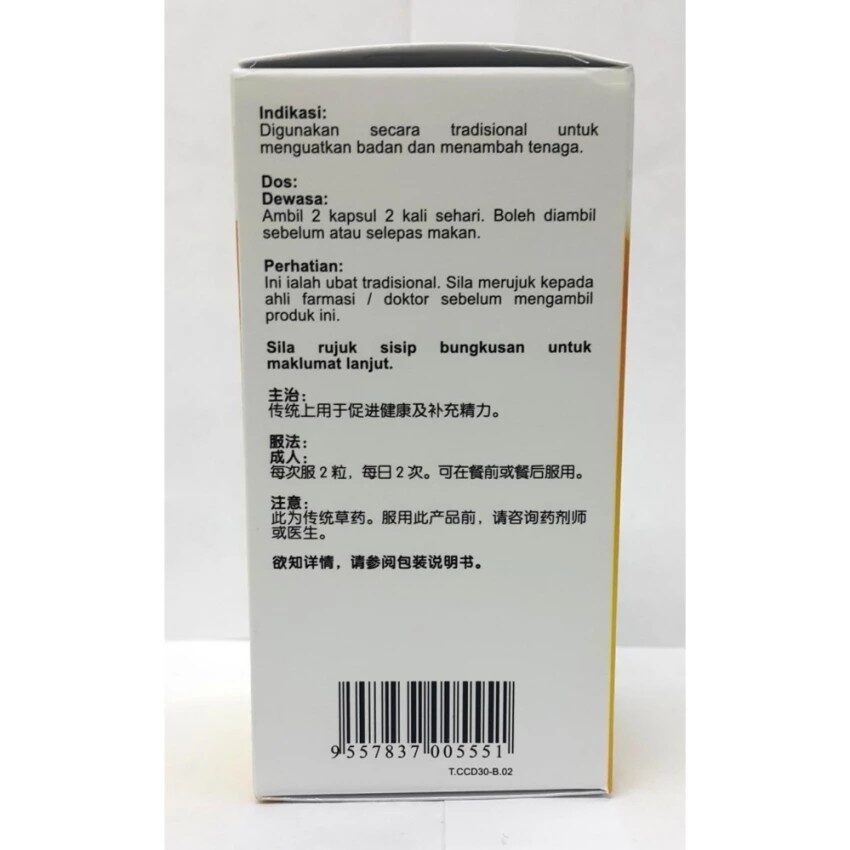 Indikasi:
Digunakan secara tradisional untuk
menguatkan badan dan menambah tenaga.
Dos:
Dewasa:
Ambil 2 kapsul 2 kali sehari. Boleh diambil
sebelum atau selepas makan.
Perhatian:
Ini ialah ubat tradisional. Sila merujuk kepada
ahli farmasi / doktor sebelum mengambil
produk ini.
Sila rujuk sisip bungkusan untuk
maklumat lanjut.
主治：
传统上用于促进健康及补充精力。
服法：
成人：
每次服2粒，每日2次。可在餐前或餐后服用。
注意：
此为传统草药。服用此产品前，请咨询药剂师
或医生。
欲知详情，请参阅包装说明书。
9 557837 005551
T.CCD30-B.02